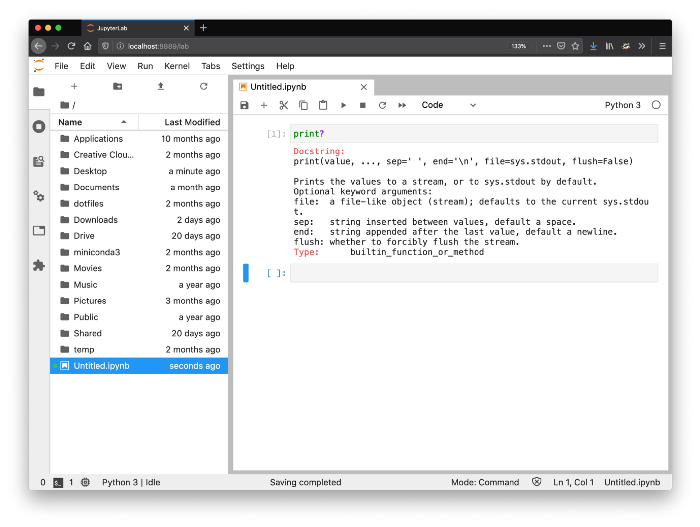 JupyterLab
localhost:8889/lab
133%
File Edit View Run Kernel Tabs Settings Help
/
Name Last Modified
Applications 10 months ago
Creative Clou... 2 months ago
Desktop a minute ago
Documents a month ago
dotfiles 2 months ago
Downloads 2 days ago
Drive 20 days ago
miniconda3 2 months ago
Movies 2 months ago
Music a year ago
Pictures 3 months ago
Public a year ago
Shared 20 days ago
temp 2 months ago
Untitled.ipynb seconds ago
Untitled.ipynb
Code Python 3
[1]: print?
Docstring:
print(value, ..., sep=' ', end='\n', file=sys.stdout, flush=False)
Prints the values to a stream, or to sys.stdout by default.
Optional keyword arguments:
file:  a file-like object (stream); defaults to the current sys.stdou
t.
sep:   string inserted between values, default a space.
end:   string appended after the last value, default a newline.
flush: whether to forcibly flush the stream.
Type:      builtin_function_or_method
[ ]:
0 1 Python 3 | Idle Saving completed Mode: Command Ln 1, Col 1 Untitled.ipynb